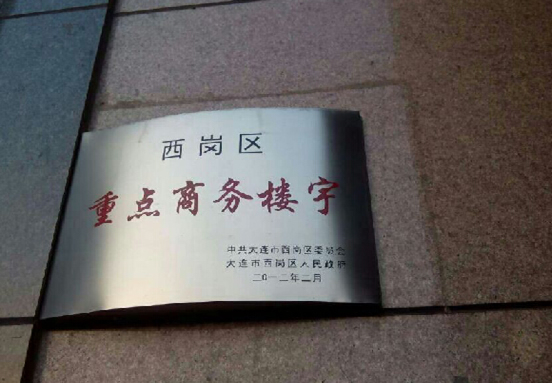 西岗区
重点商务楼宇
中共大连市西岗区委员会
大连市西岗区人民政府
二〇一二年二月